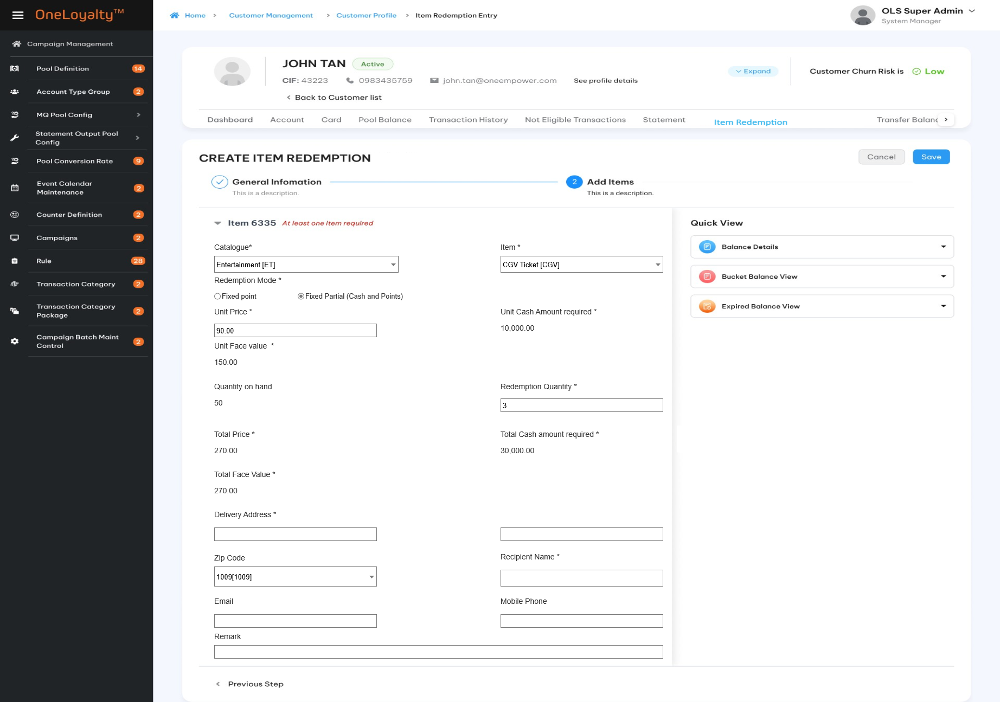 OneLoyalty™
Home > Customer Management > Customer Profile > Item Redemption Entry
OLS Super Admin
System Manager
Campaign Management
Pool Definition 14
Account Type Group 2
MQ Pool Config >
Statement Output Pool
Config >
Pool Conversion Rate 9
Event Calendar
Maintenance 2
Counter Definition 2
Campaigns 2
Rule 28
Transaction Category 2
Transaction Category
Package 2
Campaign Batch Maint
Control 2
JOHN TAN Active
CIF: 43223 0983435759 john.tan@oneempower.com See profile details
Expand
Customer Churn Risk is Low
< Back to Customer list
Dashboard Account Card Pool Balance Transaction History Not Eligible Transactions Statement Item Redemption Transfer Balanc >
CREATE ITEM REDEMPTION
Cancel Save
General Infomation
This is a description.
2 Add Items
This is a description.
Item 6335 At least one item required
Catalogue* Item *
Entertainment [ET] CGV Ticket [CGV]
Redemption Mode *
Fixed point Fixed Partial (Cash and Points)
Unit Price * Unit Cash Amount required *
90.00 10,000.00
Unit Face value *
150.00
Quantity on hand Redemption Quantity *
50 3
Total Price * Total Cash amount required *
270.00 30,000.00
Total Face Value *
270.00
Delivery Address *
Zip Code Recipient Name *
1009[1009]
Email Mobile Phone
Remark
< Previous Step
Quick View
Balance Details
Bucket Balance View
Expired Balance View